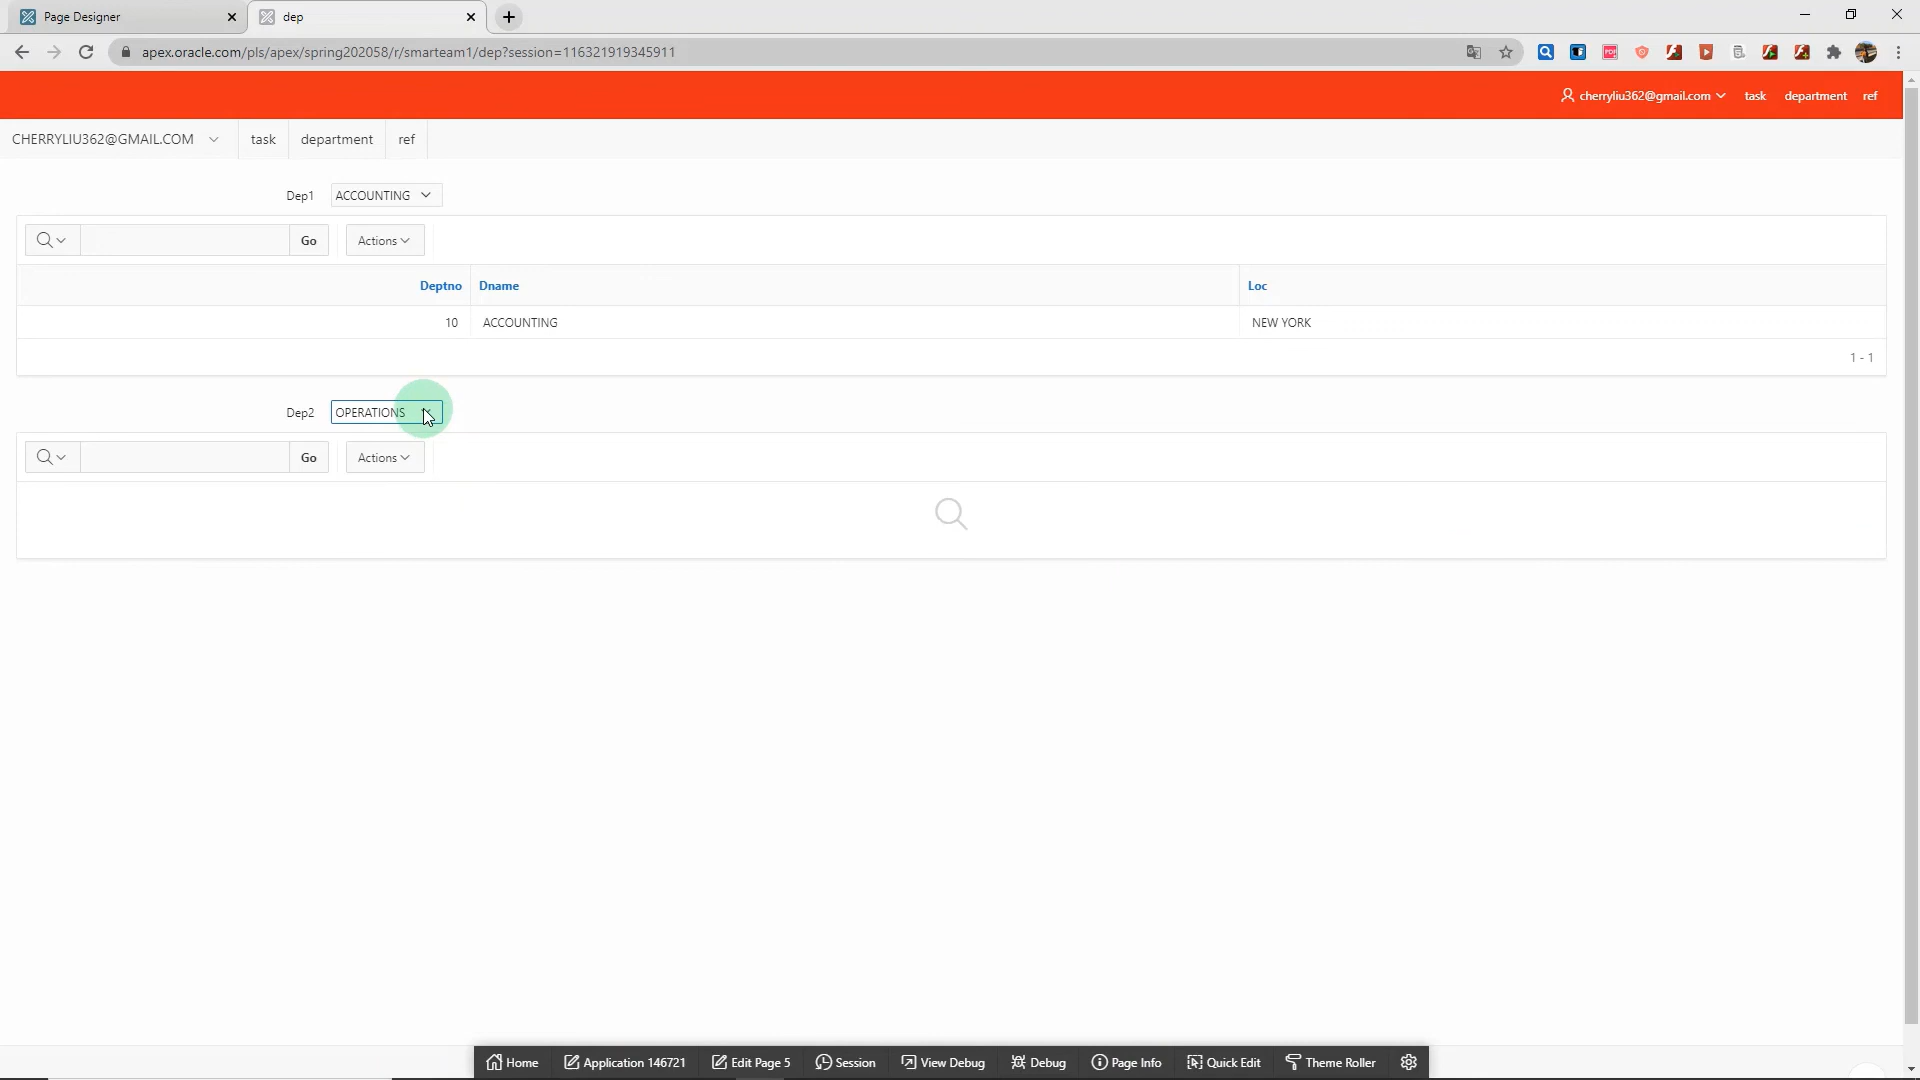 Page Designer
dep
apex.oracle.com/pls/apex/spring202058/r/smarteam1/dep?session=116321919345911
cherryliu362@gmail.com task department ref
CHERRYLIU362@GMAIL.COM task department ref
Dep1 ACCOUNTING
Go Actions
Deptno Dname Loc
10 ACCOUNTING NEW YORK
1 - 1
Dep2 OPERATIONS
Go Actions
Home Application 146721 Edit Page 5 Session View Debug Debug Page Info Quick Edit Theme Roller